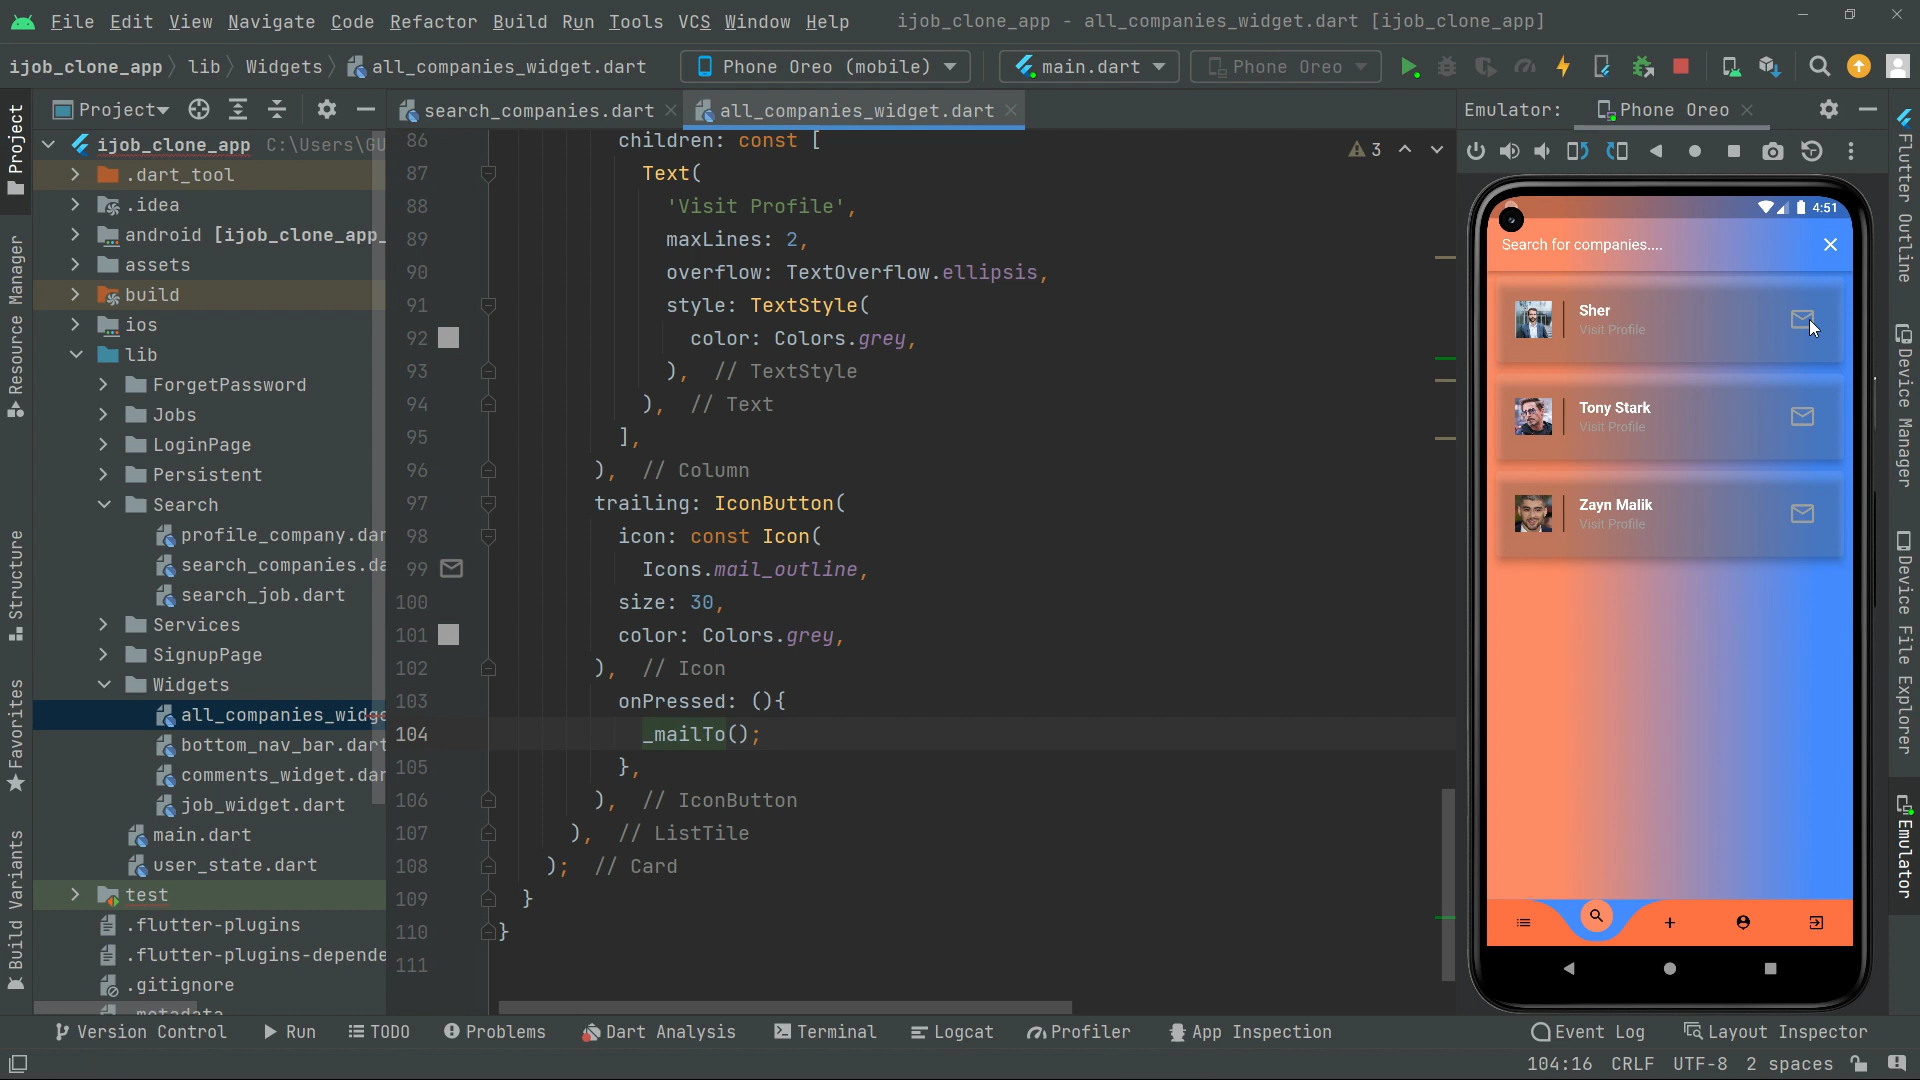 File Edit View Navigate Code Refactor Build Run Tools VCS Window Help ijob_clone_app - all_companies_widget.dart [ijob_clone_app]
ijob_clone_app lib Widgets all_companies_widget.dart Phone Oreo (mobile) main.dart Phone Oreo
Project
search_companies.dart all_companies_widget.dart
Emulator: Phone Oreo
ijob_clone_app C:\Users\GU
.dart_tool
.idea
android [ijob_clone_app_
assets
build
ios
lib
ForgetPassword
Jobs
LoginPage
Persistent
Search
profile_company.dar
search_companies.da
search_job.dart
Services
SignupPage
Widgets
all_companies_widge
bottom_nav_bar.dart
comments_widget.dar
job_widget.dart
main.dart
user_state.dart
test
.flutter-plugins
.flutter-plugins-depende
.gitignore
Project
Resource Manager
Structure
Favorites
Build Variants
3
86 children: const [
87 Text(
88 'Visit Profile',
89 maxLines: 2,
90 overflow: TextOverflow.ellipsis,
91 style: TextStyle(
92 color: Colors.grey,
93 ), // TextStyle
94 ), // Text
95 ],
96 ), // Column
97 trailing: IconButton(
98 icon: const Icon(
99 Icons.mail_outline,
100 size: 30,
101 color: Colors.grey,
102 ), // Icon
103 onPressed: (){
104 _mailTo();
105 },
106 ), // IconButton
107 ), // ListTile
108 ); // Card
109 }
110 }
111
4:51
Search for companies....
Sher
Visit Profile
Tony Stark
Visit Profile
Zayn Malik
Visit Profile
Flutter Outline
Device Manager
Device File Explorer
Emulator
Version Control Run TODO Problems Dart Analysis Terminal Logcat Profiler App Inspection Event Log Layout Inspector
104:16 CRLF UTF-8 2 spaces